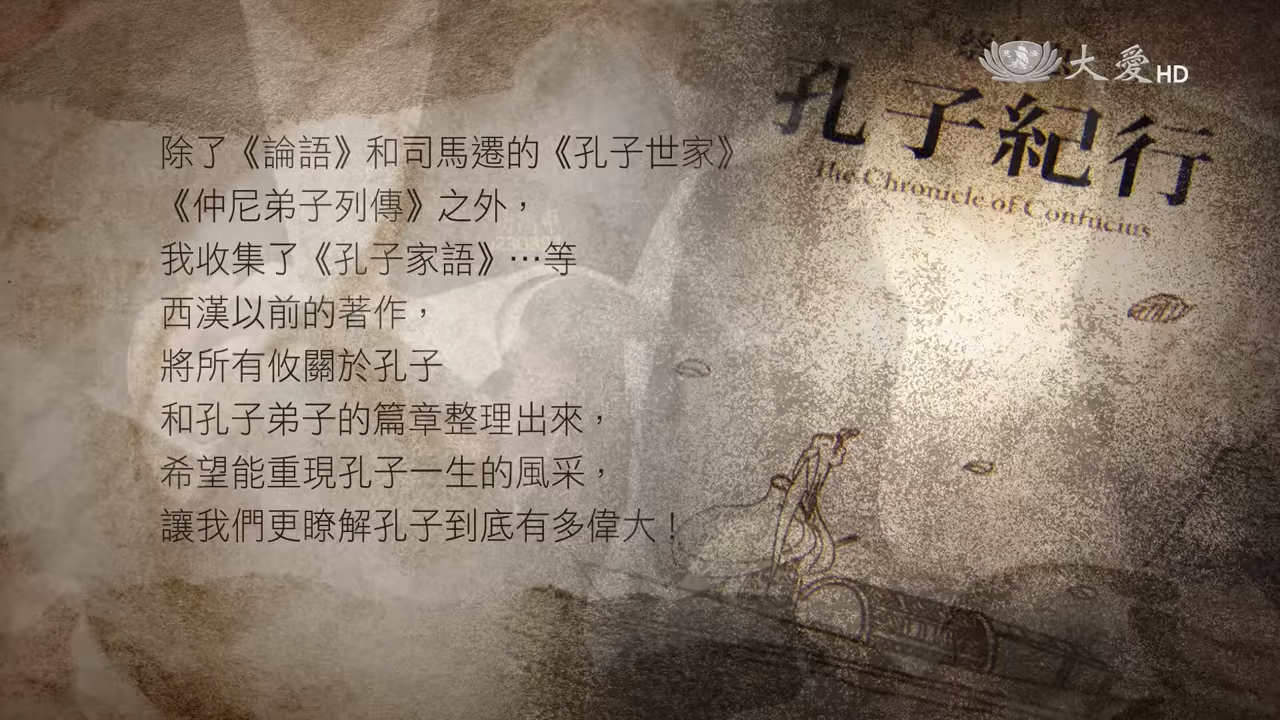 大愛HD
孔子紀行
The Chronicle of Confucius
除了《論語》和司馬遷的《孔子世家》
《仲尼弟子列傳》之外，
我收集了《孔子家語》…等
西漢以前的著作，
將所有攸關於孔子
和孔子弟子的篇章整理出來，
希望能重現孔子一生的風采，
讓我們更瞭解孔子到底有多偉大！